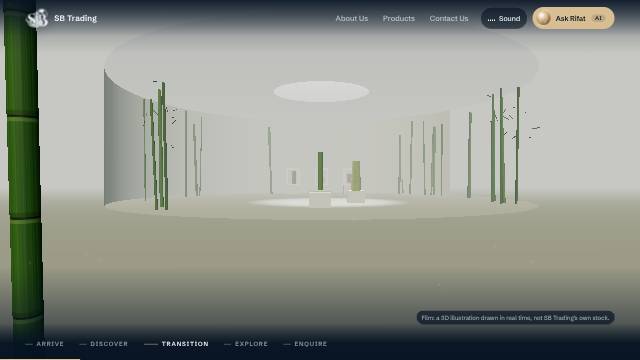 SB SB Trading
About Us Products Contact Us Sound Ask Rifat AI
Film: a 3D illustration drawn in real time, not SB Trading's own stock.
ARRIVE DISCOVER TRANSITION EXPLORE ENQUIRE